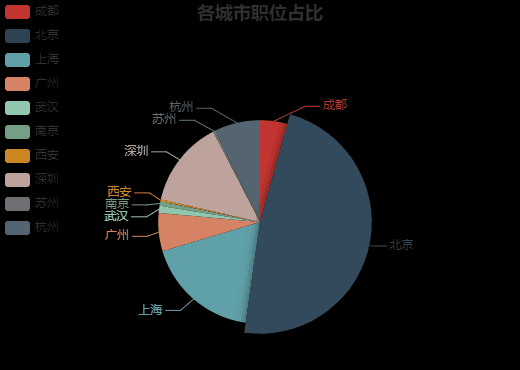 各城市职位占比
成都
北京
上海
广州
武汉
南京
西安
深圳
苏州
杭州
杭州
苏州
深圳
西安
南京
武汉
广州
上海
成都
北京